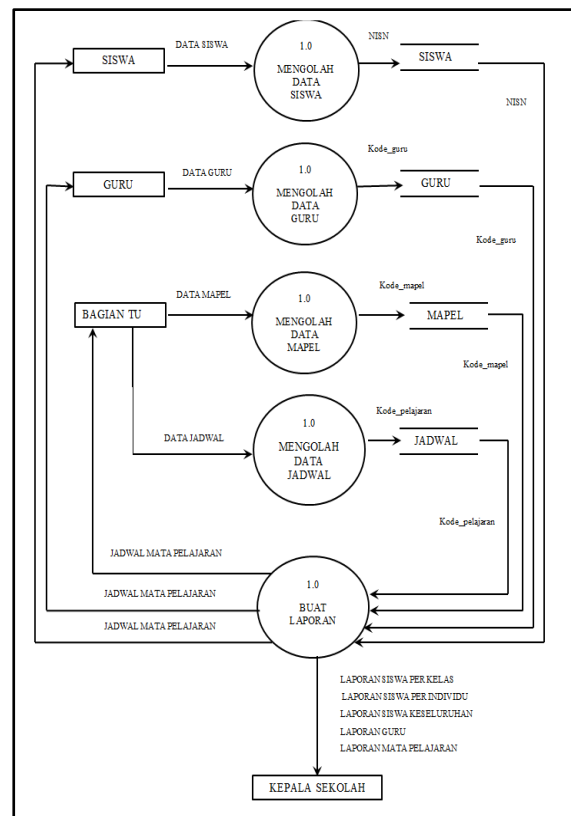 DATA SISWA
1.0
NISN
SISWA
MENGOLAH
DATA
SISWA
SISWA
NISN
DATA GURU
1.0
Kode_guru
GURU
MENGOLAH
DATA
GURU
GURU
Kode_guru
DATA MAPEL
1.0
Kode_mapel
BAGIAN TU
MENGOLAH
DATA
MAPEL
MAPEL
Kode_mapel
DATA JADWAL
1.0
Kode_pelajaran
MENGOLAH
DATA
JADWAL
JADWAL
Kode_pelajaran
JADWAL MATA PELAJARAN
JADWAL MATA PELAJARAN
JADWAL MATA PELAJARAN
1.0
BUAT
LAPORAN
LAPORAN SISWA PER KELAS
LAPORAN SISWA PER INDIVIDU
LAPORAN SISWA KESELURUHAN
LAPORAN GURU
LAPORAN MATA PELAJARAN
KEPALA SEKOLAH